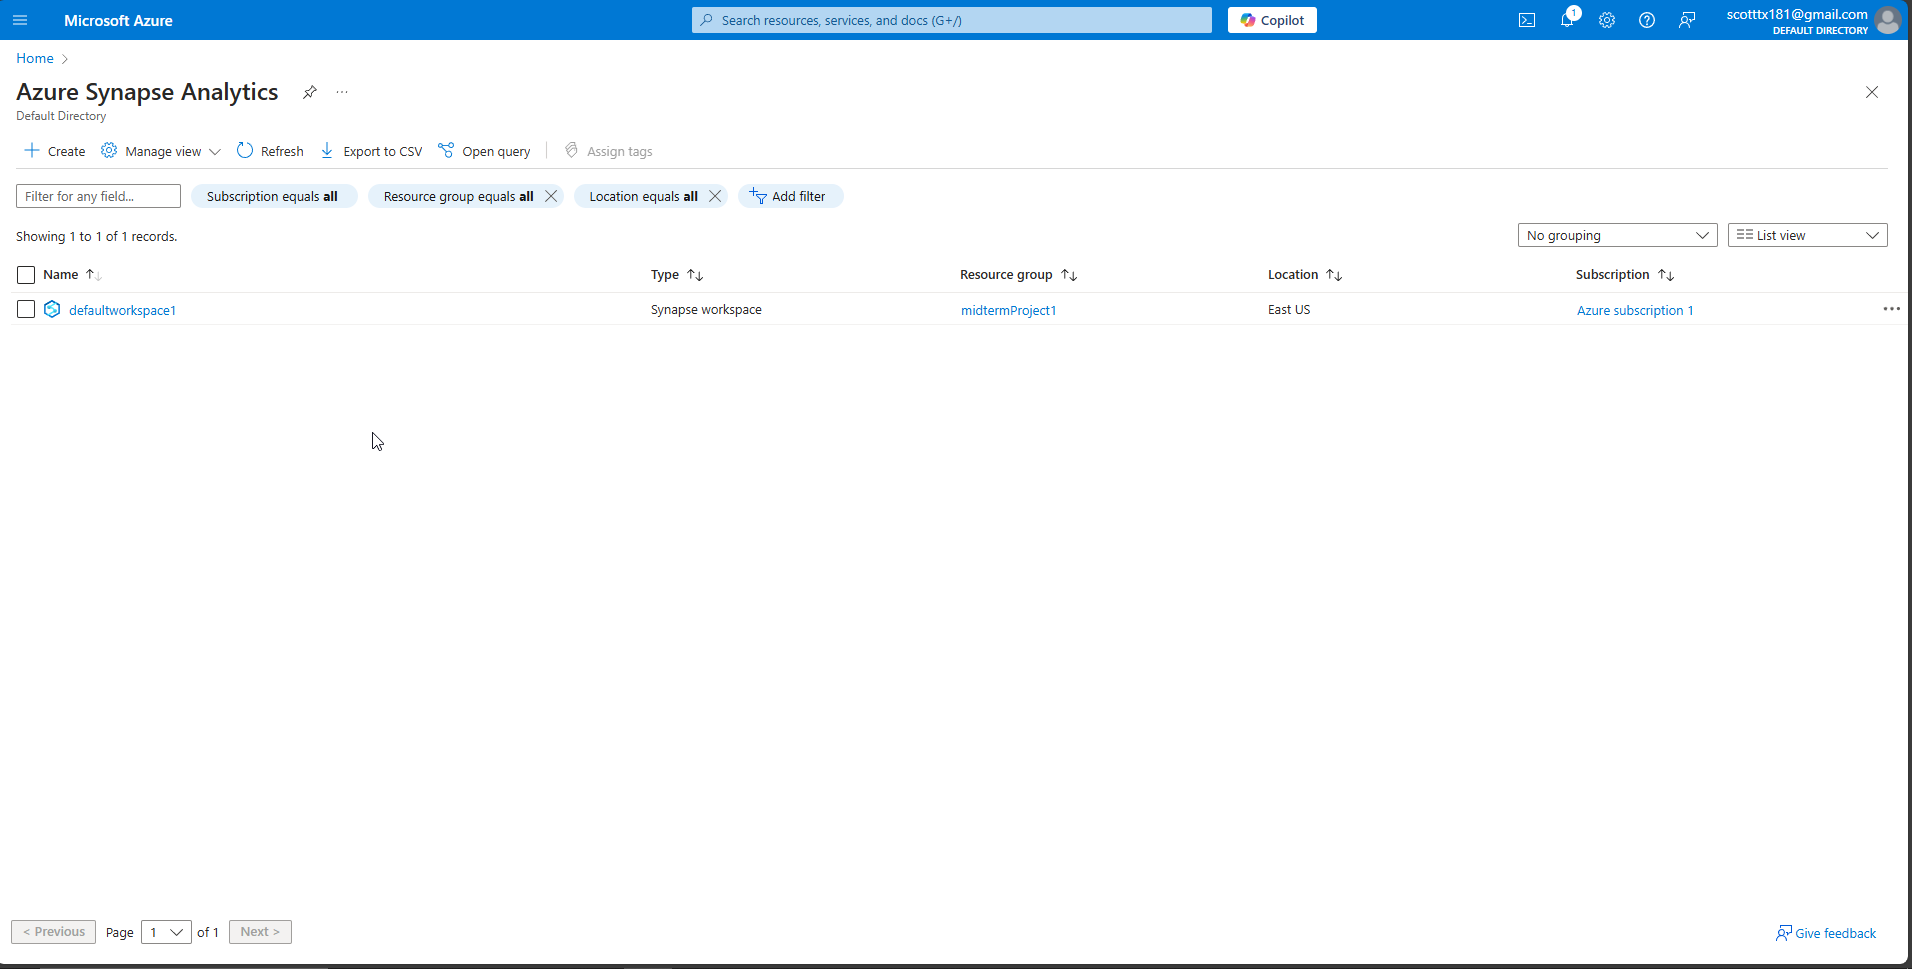 Microsoft Azure
Search resources, services, and docs (G+/)
Copilot
1
scotttx181@gmail.com
DEFAULT DIRECTORY
Home
Azure Synapse Analytics
...
Default Directory
Create
Manage view
Refresh
Export to CSV
Open query
Assign tags
Filter for any field...
Subscription equals all
Resource group equals all
Location equals all
Add filter
Showing 1 to 1 of 1 records.
No grouping
List view
Name
Type
Resource group
Location
Subscription
defaultworkspace1
Synapse workspace
midtermProject1
East US
Azure subscription 1
< Previous
Page
1
of 1
Next >
Give feedback